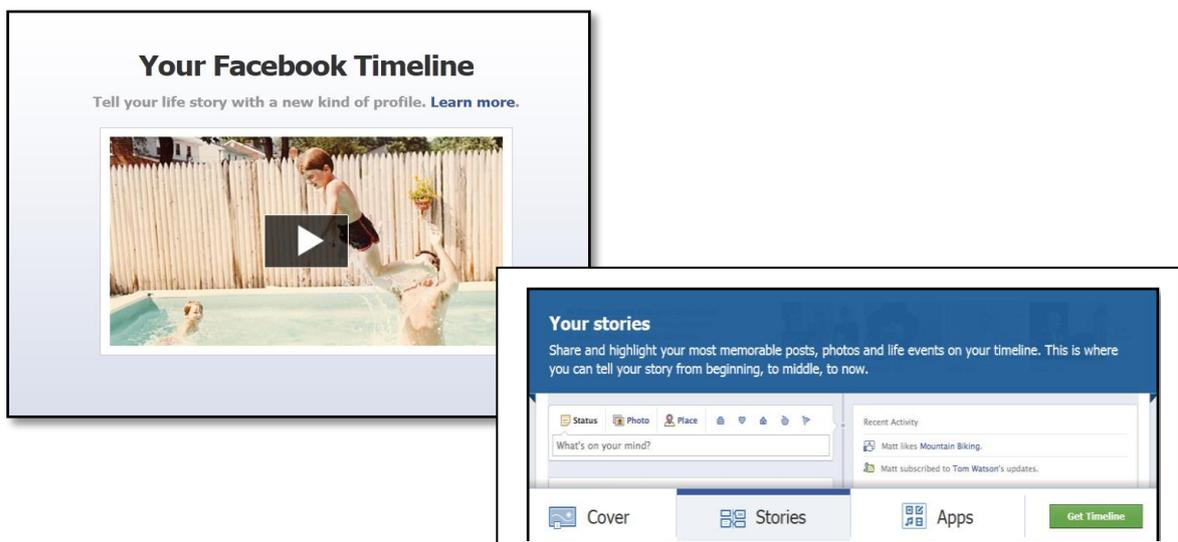 Your Facebook Timeline
Tell your life story with a new kind of profile. Learn more.
Your stories
Share and highlight your most memorable posts, photos and life events on your timeline. This is where
you can tell your story from beginning, to middle, to now.
Status Photo Place
What's on your mind?
Recent Activity
Matt likes Mountain Biking.
Matt subscribed to Tom Watson's updates.
Cover Stories Apps Get Timeline